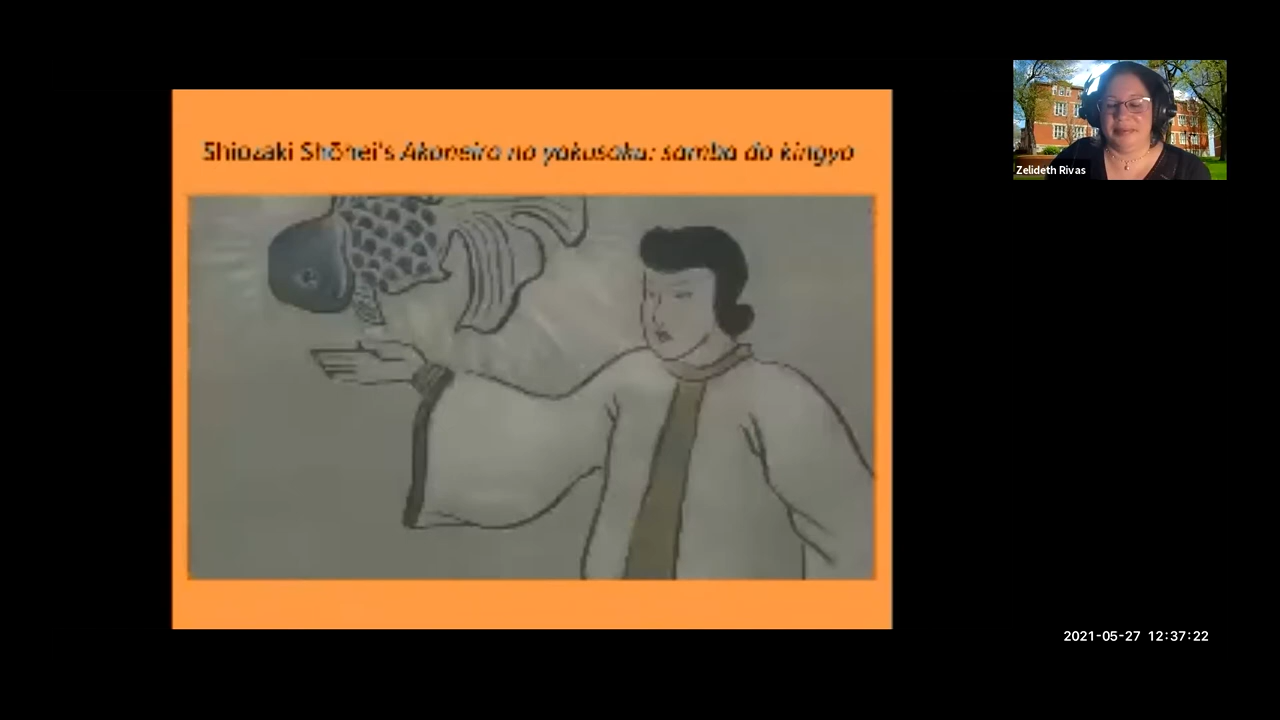 Shiozaki Shōhei's Akaneiro no yakusoku: samba do kingyo
Zelideth Rivas
2021-05-27 12:37:22